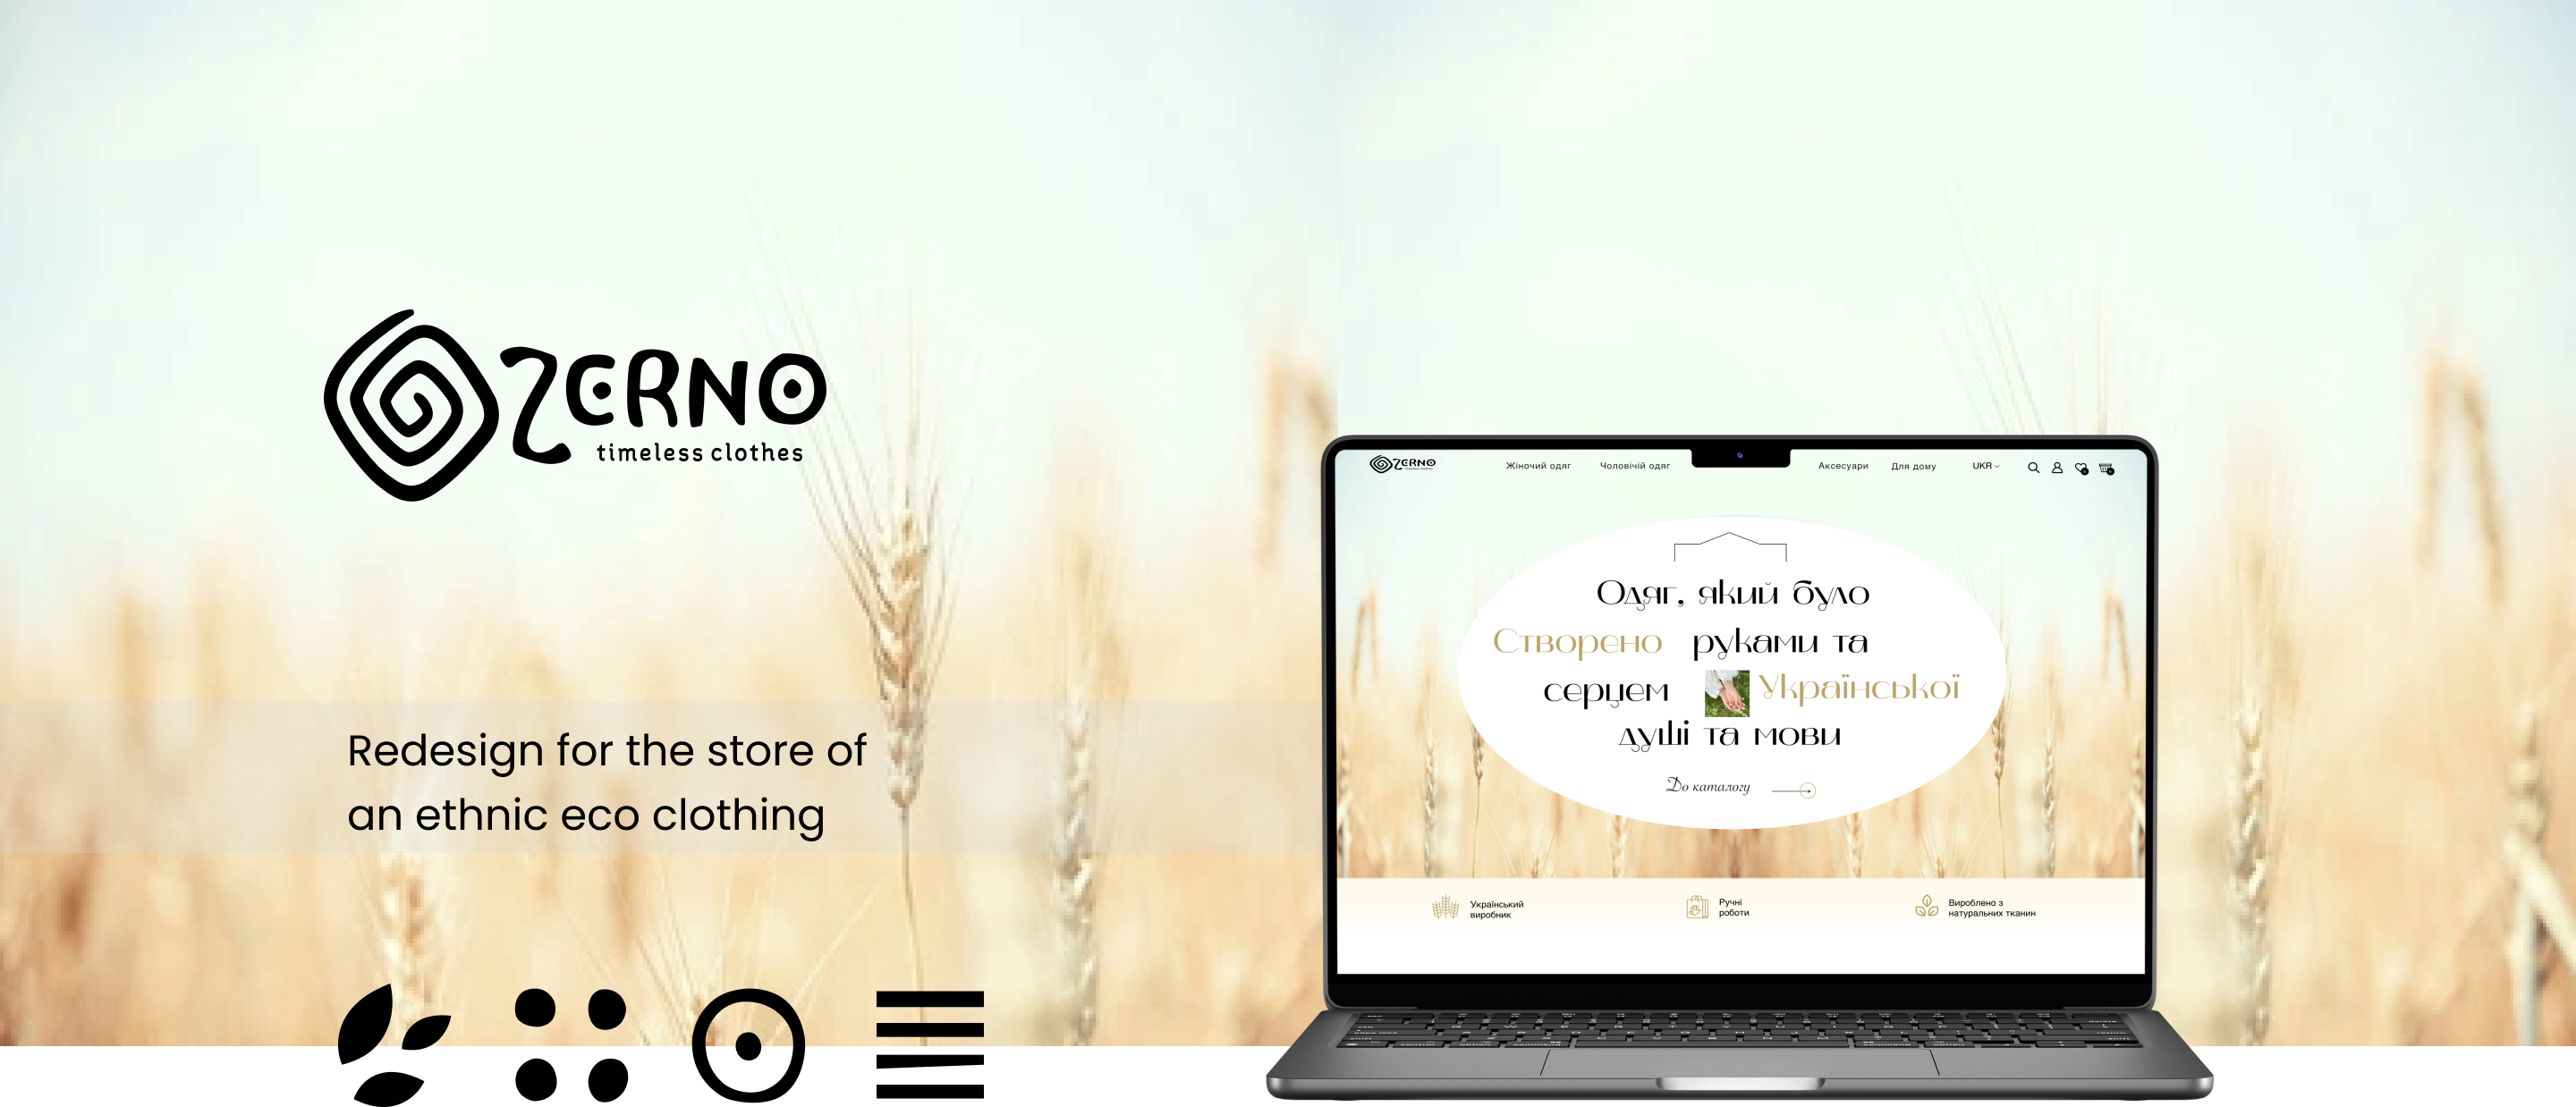 ZERNO
timeless clothes
Redesign for the store of
an ethnic eco clothing
ZERNO
Жіночий одяг
Чоловічій одяг
Аксесуари
Для дому
UKR
Одяг, який було
Створено руками та
серцем Української
душі та мови
До каталогу
Український
виробник
Ручні
роботи
Вироблено з
натуральних тканин